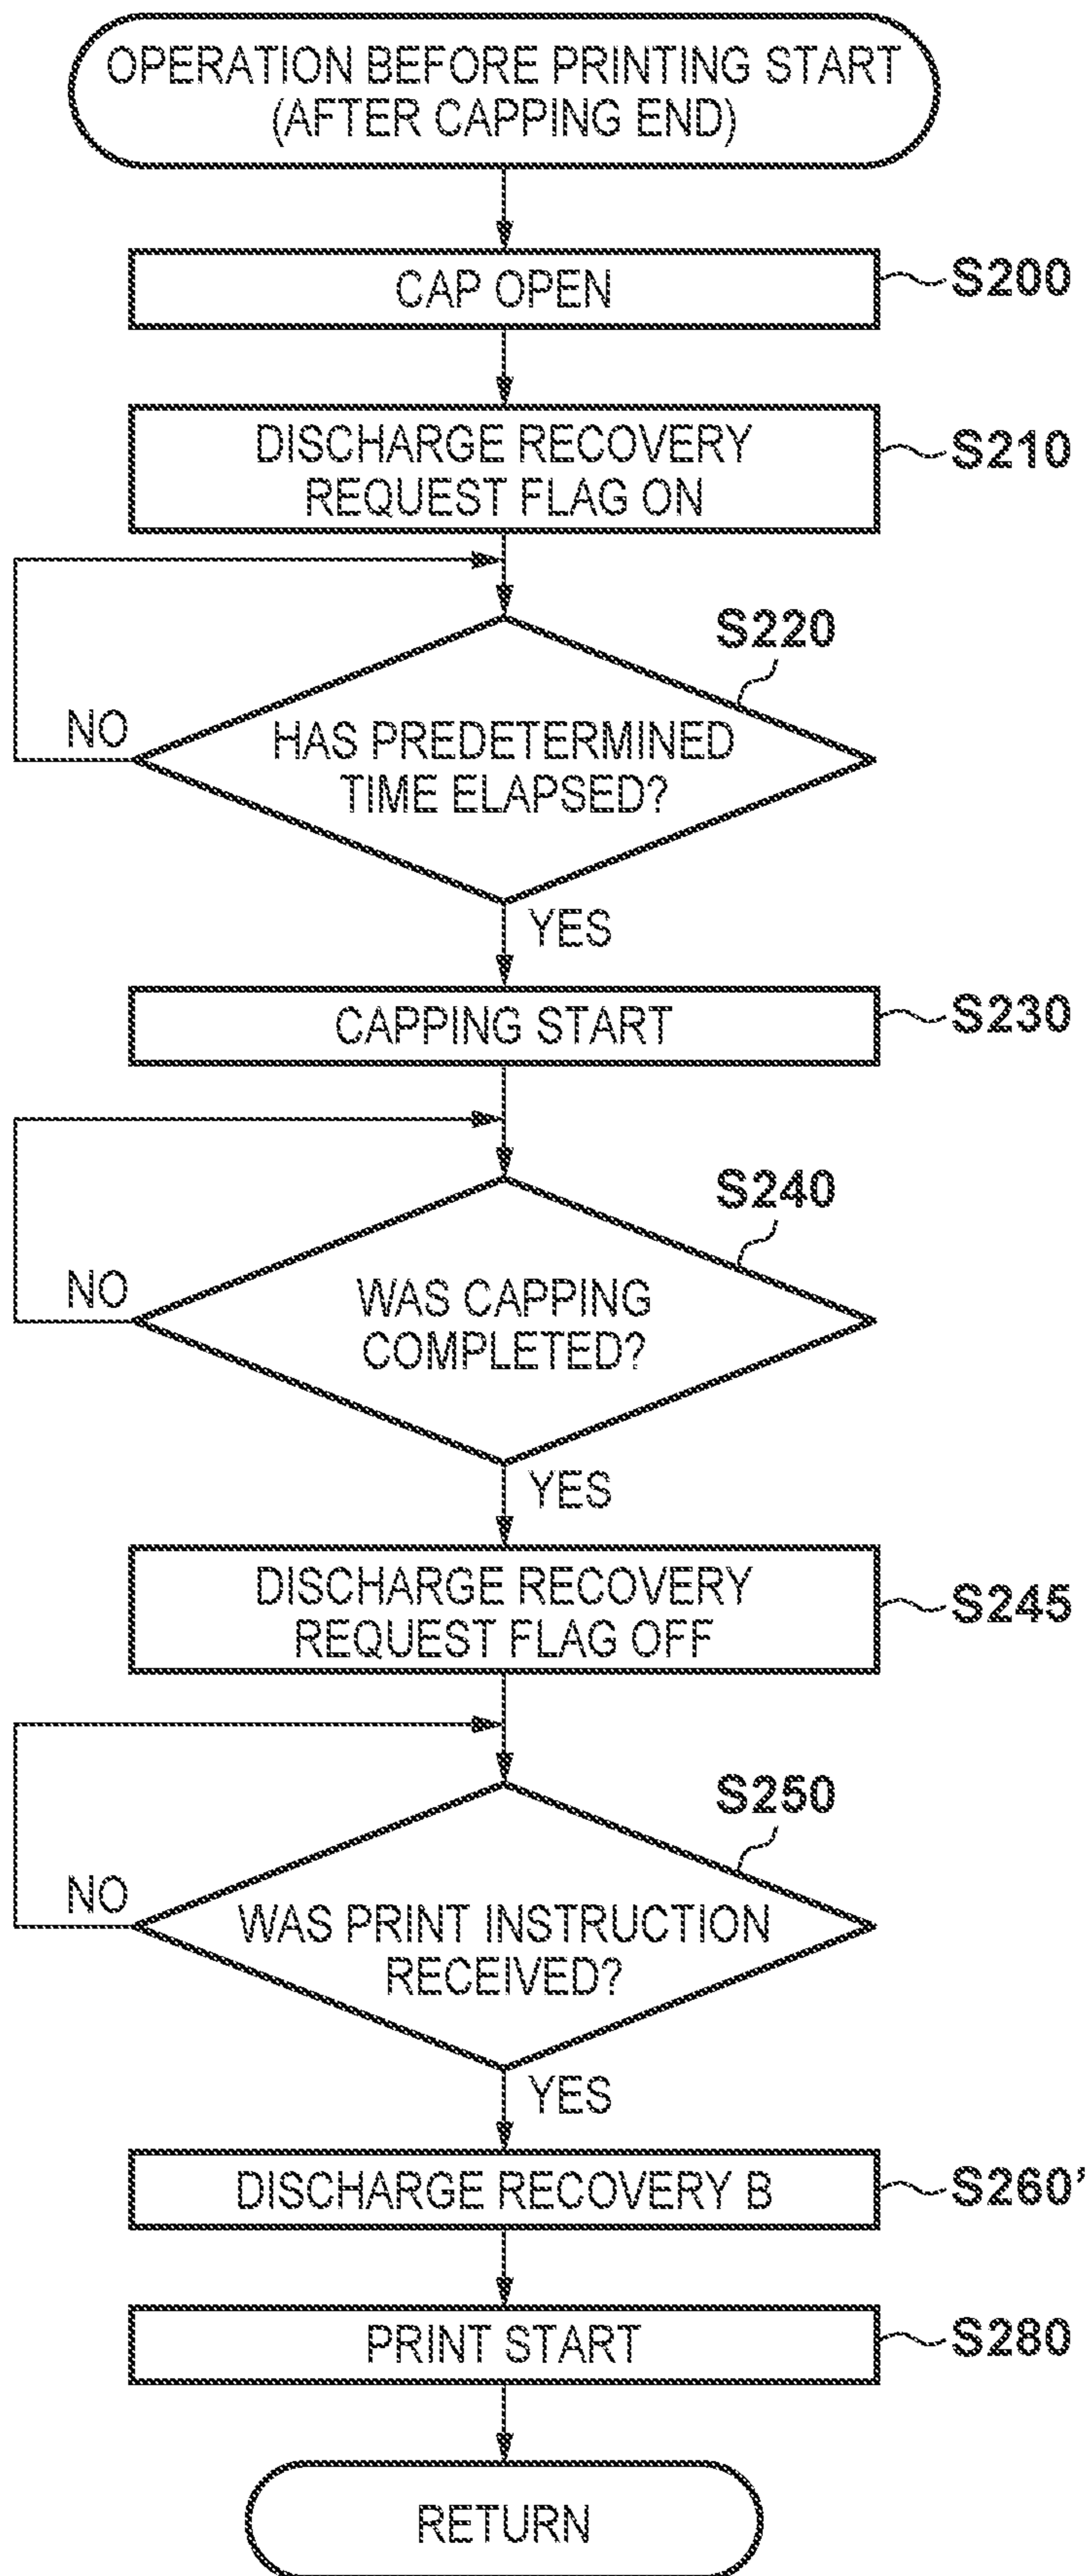 OPERATION BEFORE PRINTING START
(AFTER CAPPING END)
CAP OPEN
S200
DISCHARGE RECOVERY
REQUEST FLAG ON
S210
S220
NO
HAS PREDETERMINED
TIME ELAPSED?
YES
CAPPING START
S230
S240
NO
WAS CAPPING
COMPLETED?
YES
DISCHARGE RECOVERY
REQUEST FLAG OFF
S245
S250
NO
WAS PRINT INSTRUCTION
RECEIVED?
YES
DISCHARGE RECOVERY B
S260'
PRINT START
S280
RETURN